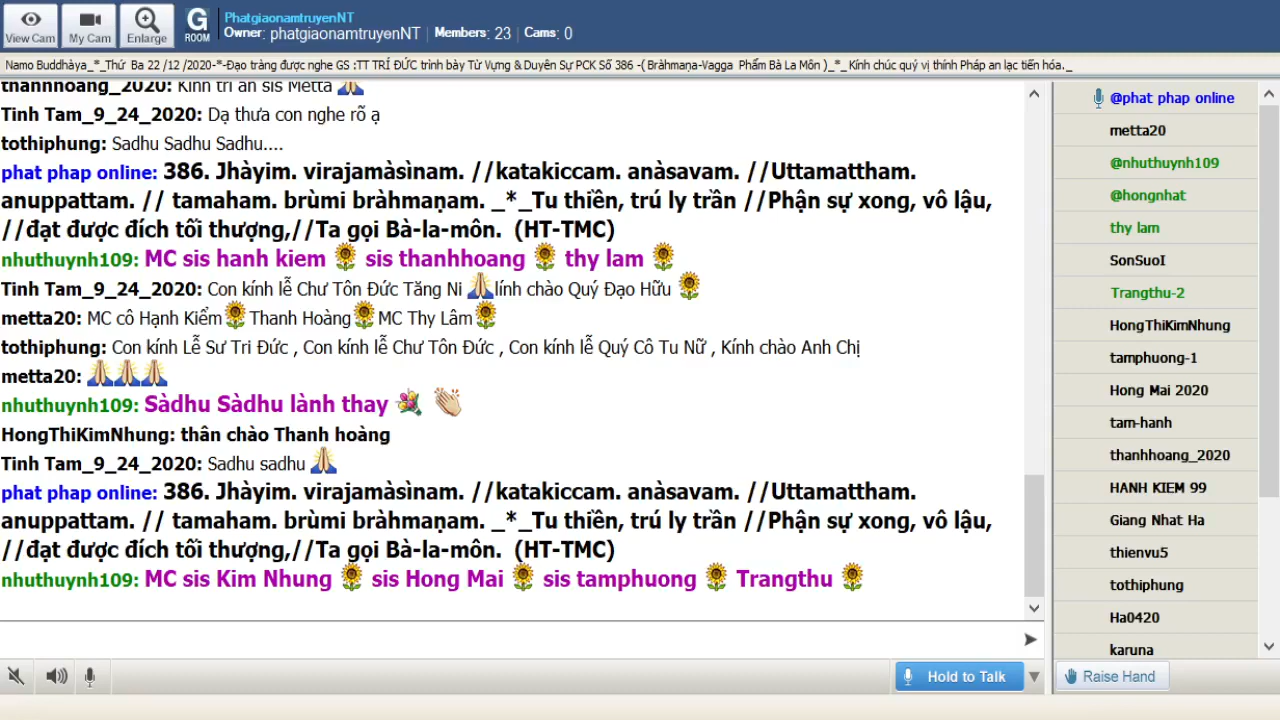 View Cam
My Cam
Enlarge
G
ROOM
PhatgiaonamtruyenNT
Owner: phatgiaonamtruyenNT | Members: 23 | Cams: 0
Namo Buddhàya_*_Thứ Ba 22 /12 /2020-*-Đạo tràng được nghe GS :TT TRÍ ĐỨC trình bày Từ Vựng & Duyên Sự PCK Số 386 -( Bràhmaṇa-Vagga Phẩm Bà La Môn )_*_ Kính chúc quý vị thính Pháp an lạc tiến hóa._
thanhhoang_2020: Kính tri ân sis Metta
Tinh Tam_9_24_2020: Dạ thưa con nghe rõ ạ
tothiphung: Sadhu Sadhu Sadhu....
phat phap online: 386. Jhàyim. virajamàsìnam. //katakiccam. anàsavam. //Uttamattham.
anuppattam. // tamaham. brùmi bràhmaṇam. _*_Tu thiền, trú ly trần //Phận sự xong, vô lậu,
//đạt được đích tối thượng,//Ta gọi Bà-la-môn. (HT-TMC)
nhuthuynh109: MC sis hanh kiem sis thanhhoang thy lam
Tinh Tam_9_24_2020: Con kính lễ Chư Tôn Đức Tăng Ni lính chào Quý Đạo Hữu
metta20: MC cô Hạnh Kiểm Thanh Hoàng MC Thy Lâm
tothiphung: Con kính Lễ Sư Tri Đức , Con kính lễ Chư Tôn Đức , Con kính lễ Quý Cô Tu Nữ , Kính chào Anh Chị
metta20:
nhuthuynh109: Sàdhu Sàdhu lành thay
HongThiKimNhung: thân chào Thanh hoàng
Tinh Tam_9_24_2020: Sadhu sadhu
phat phap online: 386. Jhàyim. virajamàsìnam. //katakiccam. anàsavam. //Uttamattham.
anuppattam. // tamaham. brùmi bràhmaṇam. _*_Tu thiền, trú ly trần //Phận sự xong, vô lậu,
//đạt được đích tối thượng,//Ta gọi Bà-la-môn. (HT-TMC)
nhuthuynh109: MC sis Kim Nhung sis Hong Mai sis tamphuong Trangthu
@phat phap online
metta20
@nhuthuynh109
@hongnhat
thy lam
SonSuoI
Trangthu-2
HongThiKimNhung
tamphuong-1
Hong Mai 2020
tam-hanh
thanhhoang_2020
HANH KIEM 99
Giang Nhat Ha
thienvu5
tothiphung
Ha0420
karuna
Hold to Talk
Raise Hand